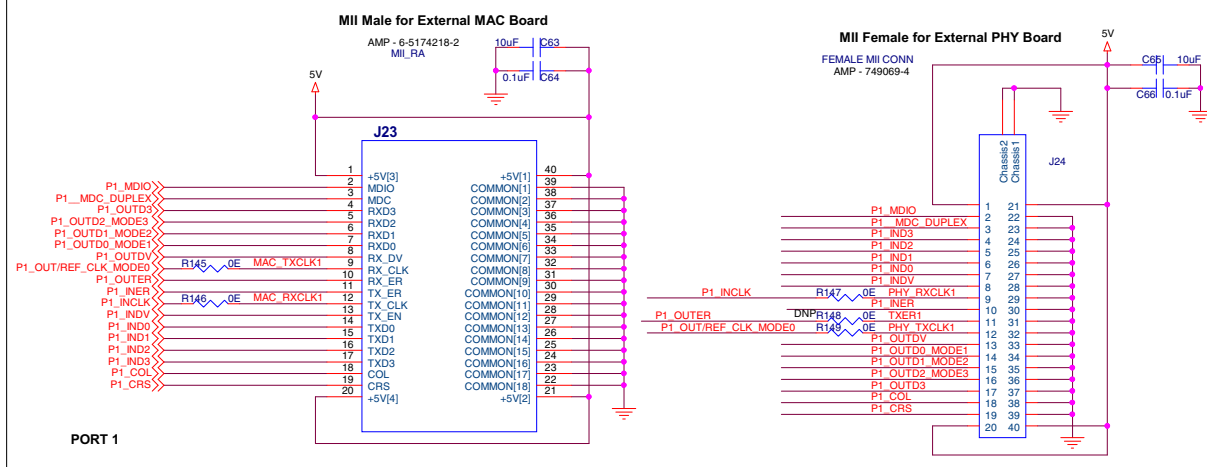 MII Male for External MAC Board
AMP - 6-5174218-2
MII_RA
10uF C63
0.1uF C64
5V
J23
1 +5V[3] +5V[1] 40
P1_MDIO 2 MDIO COMMON[1] 39
P1__MDC_DUPLEX 3 MDC COMMON[2] 38
P1_OUTD3 4 RXD3 COMMON[3] 37
P1_OUTD2_MODE3 5 RXD2 COMMON[4] 36
P1_OUTD1_MODE2 6 RXD1 COMMON[5] 35
P1_OUTD0_MODE1 7 RXD0 COMMON[6] 34
P1_OUTDV 8 RX_DV COMMON[7] 33
P1_OUT/REF_CLK_MODE0 R145 0E MAC_TXCLK1 9 RX_CLK COMMON[8] 32
P1_OUTER 10 RX_ER COMMON[9] 31
P1_INER 11 TX_ER COMMON[10] 30
P1_INCLK R146 0E MAC_RXCLK1 12 TX_CLK COMMON[11] 29
P1_INDV 13 TX_EN COMMON[12] 28
P1_IND0 14 TXD0 COMMON[13] 27
P1_IND1 15 TXD1 COMMON[14] 26
P1_IND2 16 TXD2 COMMON[15] 25
P1_IND3 17 TXD3 COMMON[16] 24
P1_COL 18 COL COMMON[17] 23
P1_CRS 19 CRS COMMON[18] 22
20 +5V[4] +5V[2] 21
PORT 1
MII Female for External PHY Board
FEMALE MII CONN
AMP - 749069-4
5V
C65 10uF
C66 0.1uF
Chassis2
Chassis1
J24
1 21
P1_MDIO 2 22
P1__MDC_DUPLEX 3 23
P1_IND3 4 24
P1_IND2 5 25
P1_IND1 6 26
P1_IND0 7 27
P1_INDV 8 28
P1_INCLK R147 0E PHY_RXCLK1 9 29
P1_INER 10 30
P1_OUTER DNP R148 0E TXER1 11 31
P1_OUT/REF_CLK_MODE0 R149 0E PHY_TXCLK1 12 32
P1_OUTDV 13 33
P1_OUTD0_MODE1 14 34
P1_OUTD1_MODE2 15 35
P1_OUTD2_MODE3 16 36
P1_OUTD3 17 37
P1_COL 18 38
P1_CRS 19 39
20 40